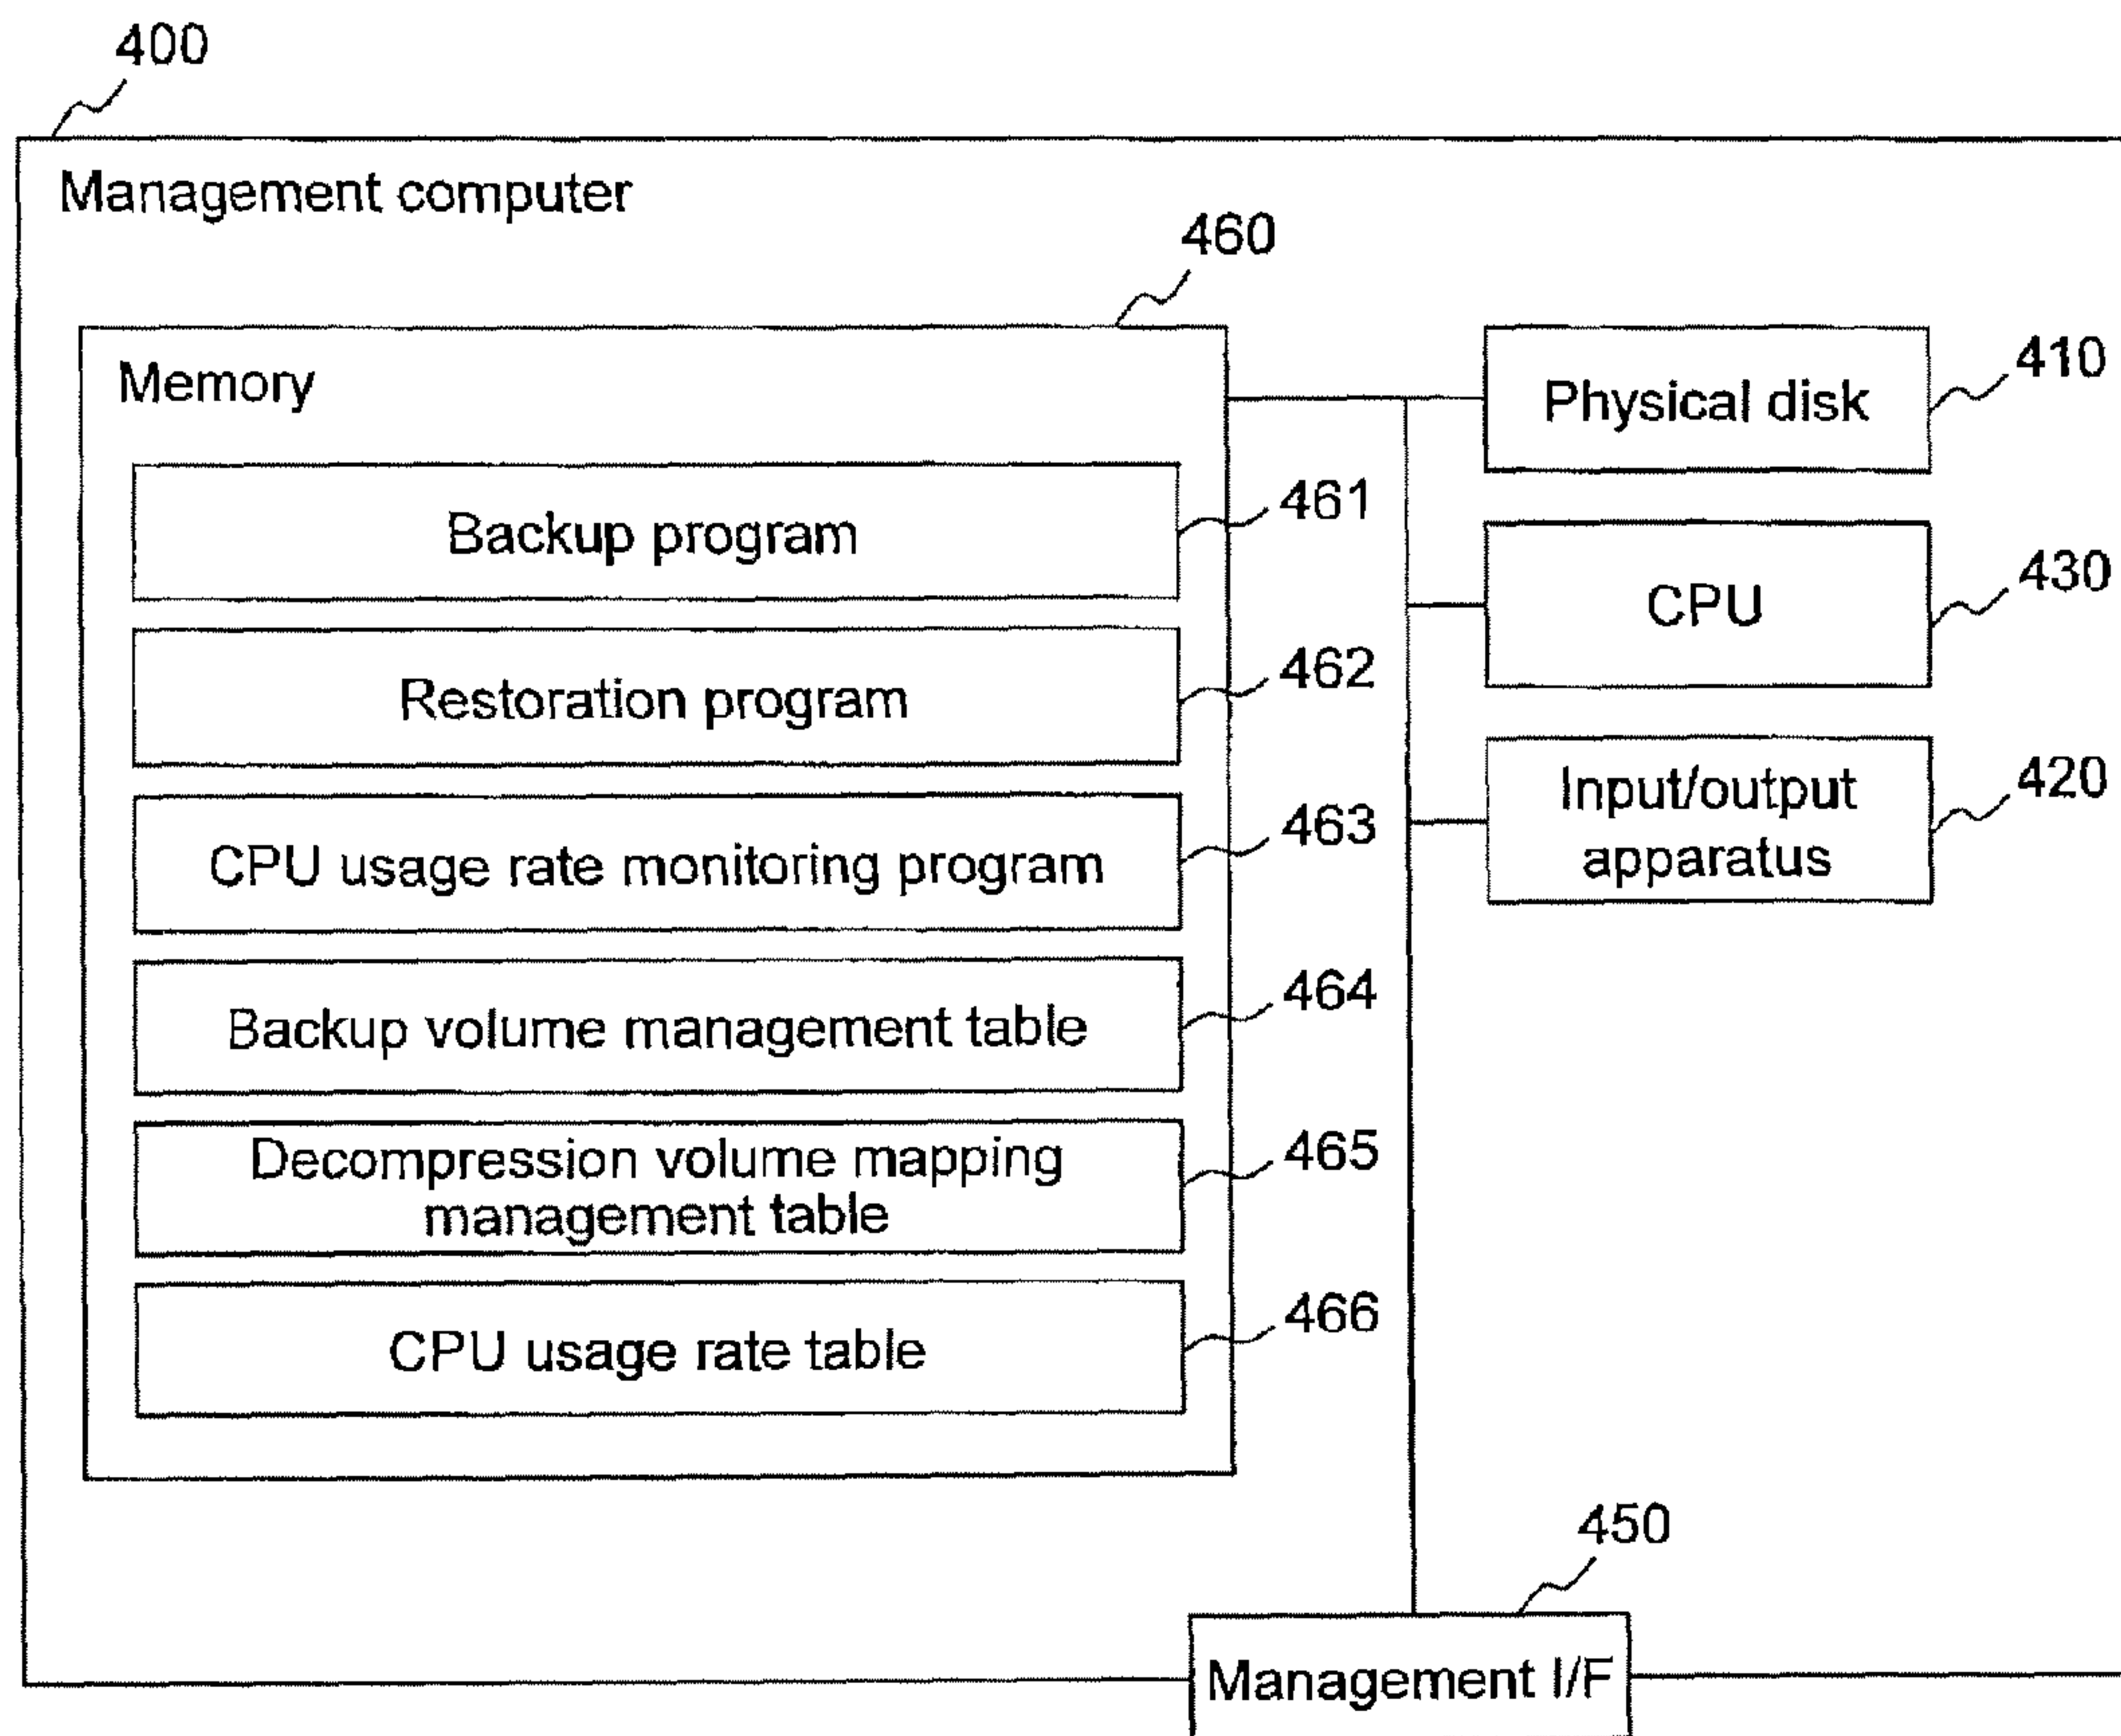 400
Management computer
460
Memory
Physical disk
410
Backup program
461
CPU
430
Restoration program
462
Input/output
apparatus
420
CPU usage rate monitoring program
463
Backup volume management table
464
Decompression volume mapping
management table
465
CPU usage rate table
466
450
Management I/F